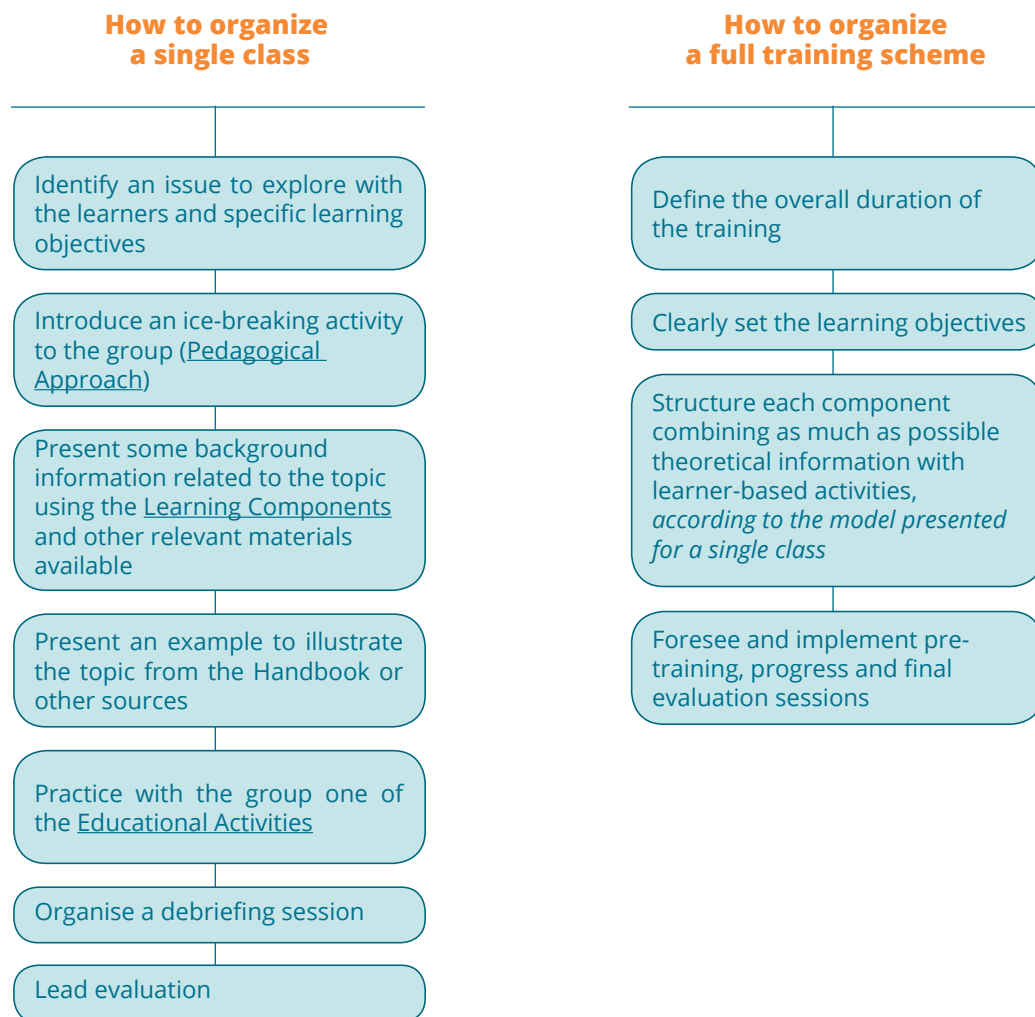 How to organize
a single class
Identify an issue to explore with
the learners and specific learning
objectives
Introduce an ice-breaking activity
to the group (Pedagogical
Approach)
Present some background
information related to the topic
using the Learning Components
and other relevant materials
available
Present an example to illustrate
the topic from the Handbook or
other sources
Practice with the group one of
the Educational Activities
Organise a debriefing session
Lead evaluation
How to organize
a full training scheme
Define the overall duration of
the training
Clearly set the learning objectives
Structure each component
combining as much as possible
theoretical information with
learner-based activities,
according to the model presented
for a single class
Foresee and implement pre-
training, progress and final
evaluation sessions